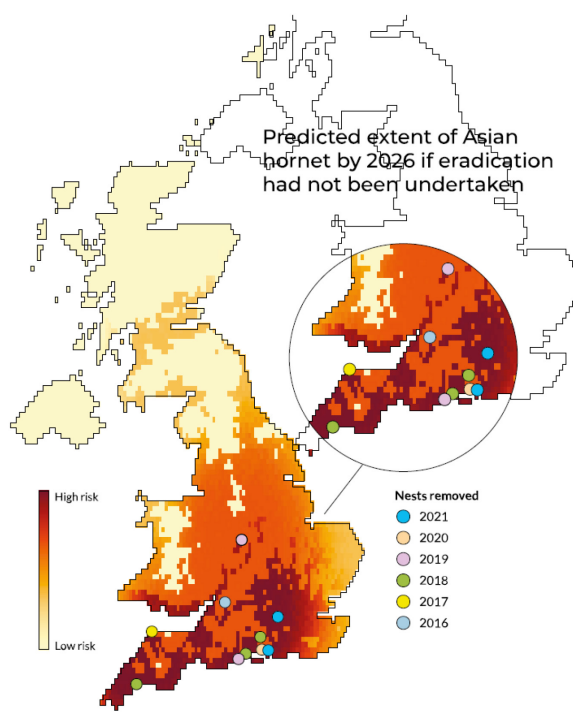 Predicted extent of Asian
hornet by 2026 if eradication
had not been undertaken
High risk
Low risk
Nests removed
2021
2020
2019
2018
2017
2016